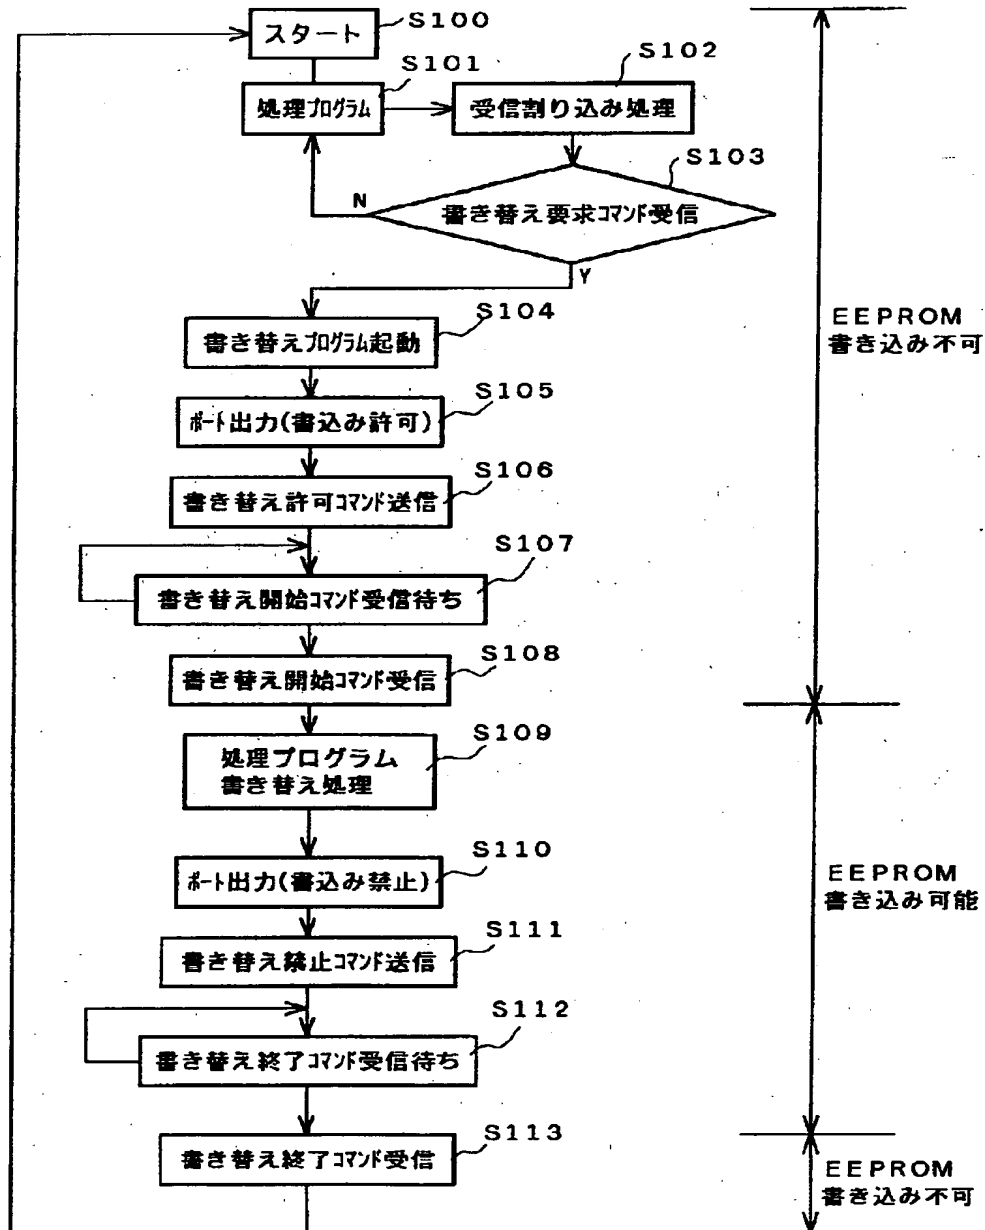 スタート
S100
処理プログラム
S101
受信割り込み処理
S102
書き替え要求コマンド受信
S103
N
Y
書き替えプログラム起動
S104
ポート出力(書込み許可)
S105
書き替え許可コマンド送信
S106
書き替え開始コマンド受信待ち
S107
書き替え開始コマンド受信
S108
処理プログラム
書き替え処理
S109
ポート出力(書込み禁止)
S110
書き替え禁止コマンド送信
S111
書き替え終了コマンド受信待ち
S112
書き替え終了コマンド受信
S113
EEPROM
書き込み不可
EEPROM
書き込み可能
EEPROM
書き込み不可